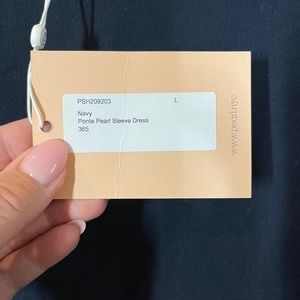 PSH209203 L
Navy
Ponte Pearl Sleeve Dress
365
www.pearl.nyc